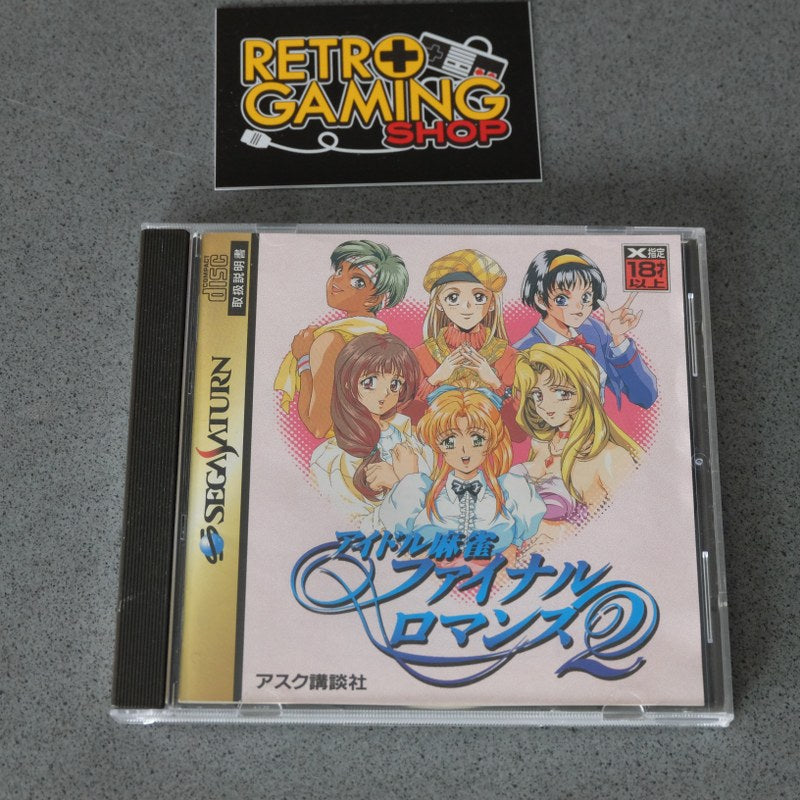 RETRO
GAMING
SHOP
COMPACT
disc
取扱説明書
SEGA SATURN
X指定
18才
以上
アイドル麻雀
ファイナル
ロマンス2
アスク講談社